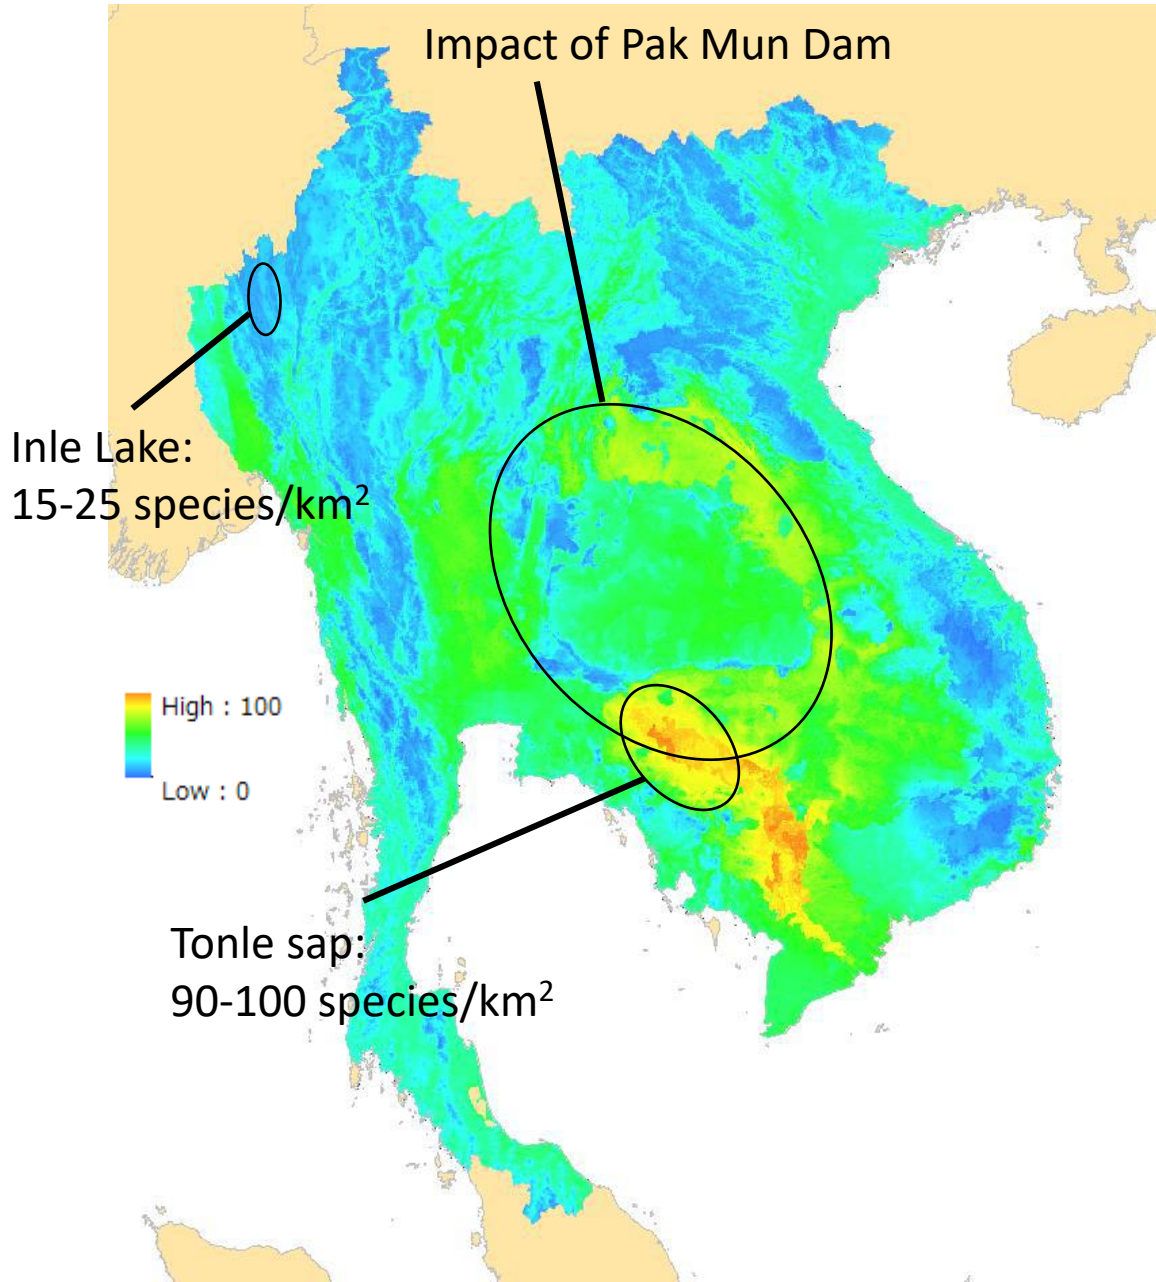 Impact of Pak Mun Dam
Inle Lake:
15-25 species/km²
High : 100
Low : 0
Tonle sap:
90-100 species/km²